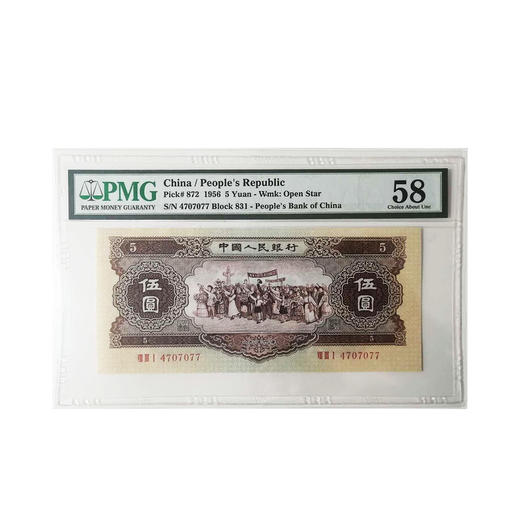 PMG
PAPER MONEY GUARANTY
China / People's Republic
Pick# 872 1956 5 Yuan - Wmk: Open Star
S/N 4707077 Block 831 - People's Bank of China
58
Choice About Unc
5 中國人民銀行 5
伍圓 伍圓
5 5
ⅧⅢⅠ 4707077 ⅧⅢⅠ 4707077